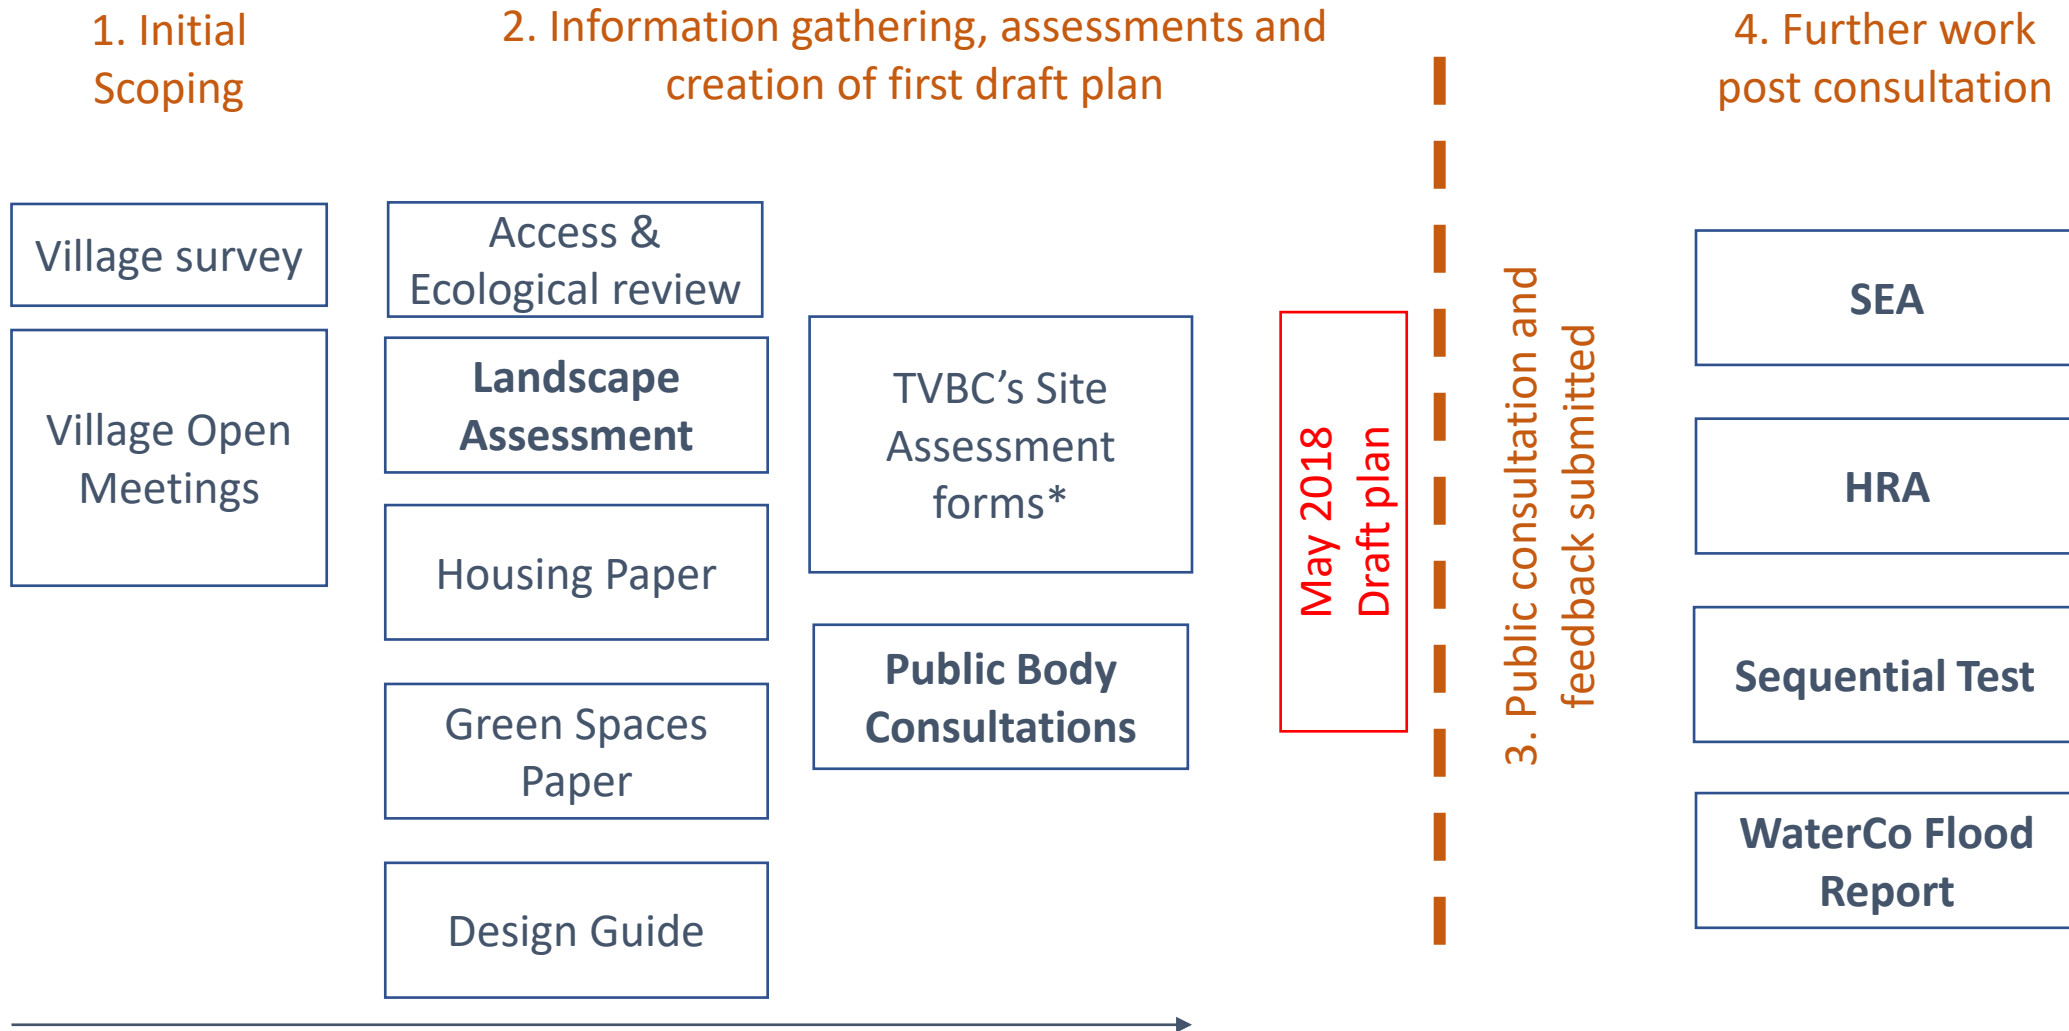 1. Initial
Scoping
2. Information gathering, assessments and
creation of first draft plan
4. Further work
post consultation
Village survey
Village Open
Meetings
Access &
Ecological review
Landscape
Assessment
Housing Paper
Green Spaces
Paper
Design Guide
TVBC’s Site
Assessment
forms*
Public Body
Consultations
May 2018
Draft plan
3. Public consultation and
feedback submitted
SEA
HRA
Sequential Test
WaterCo Flood
Report